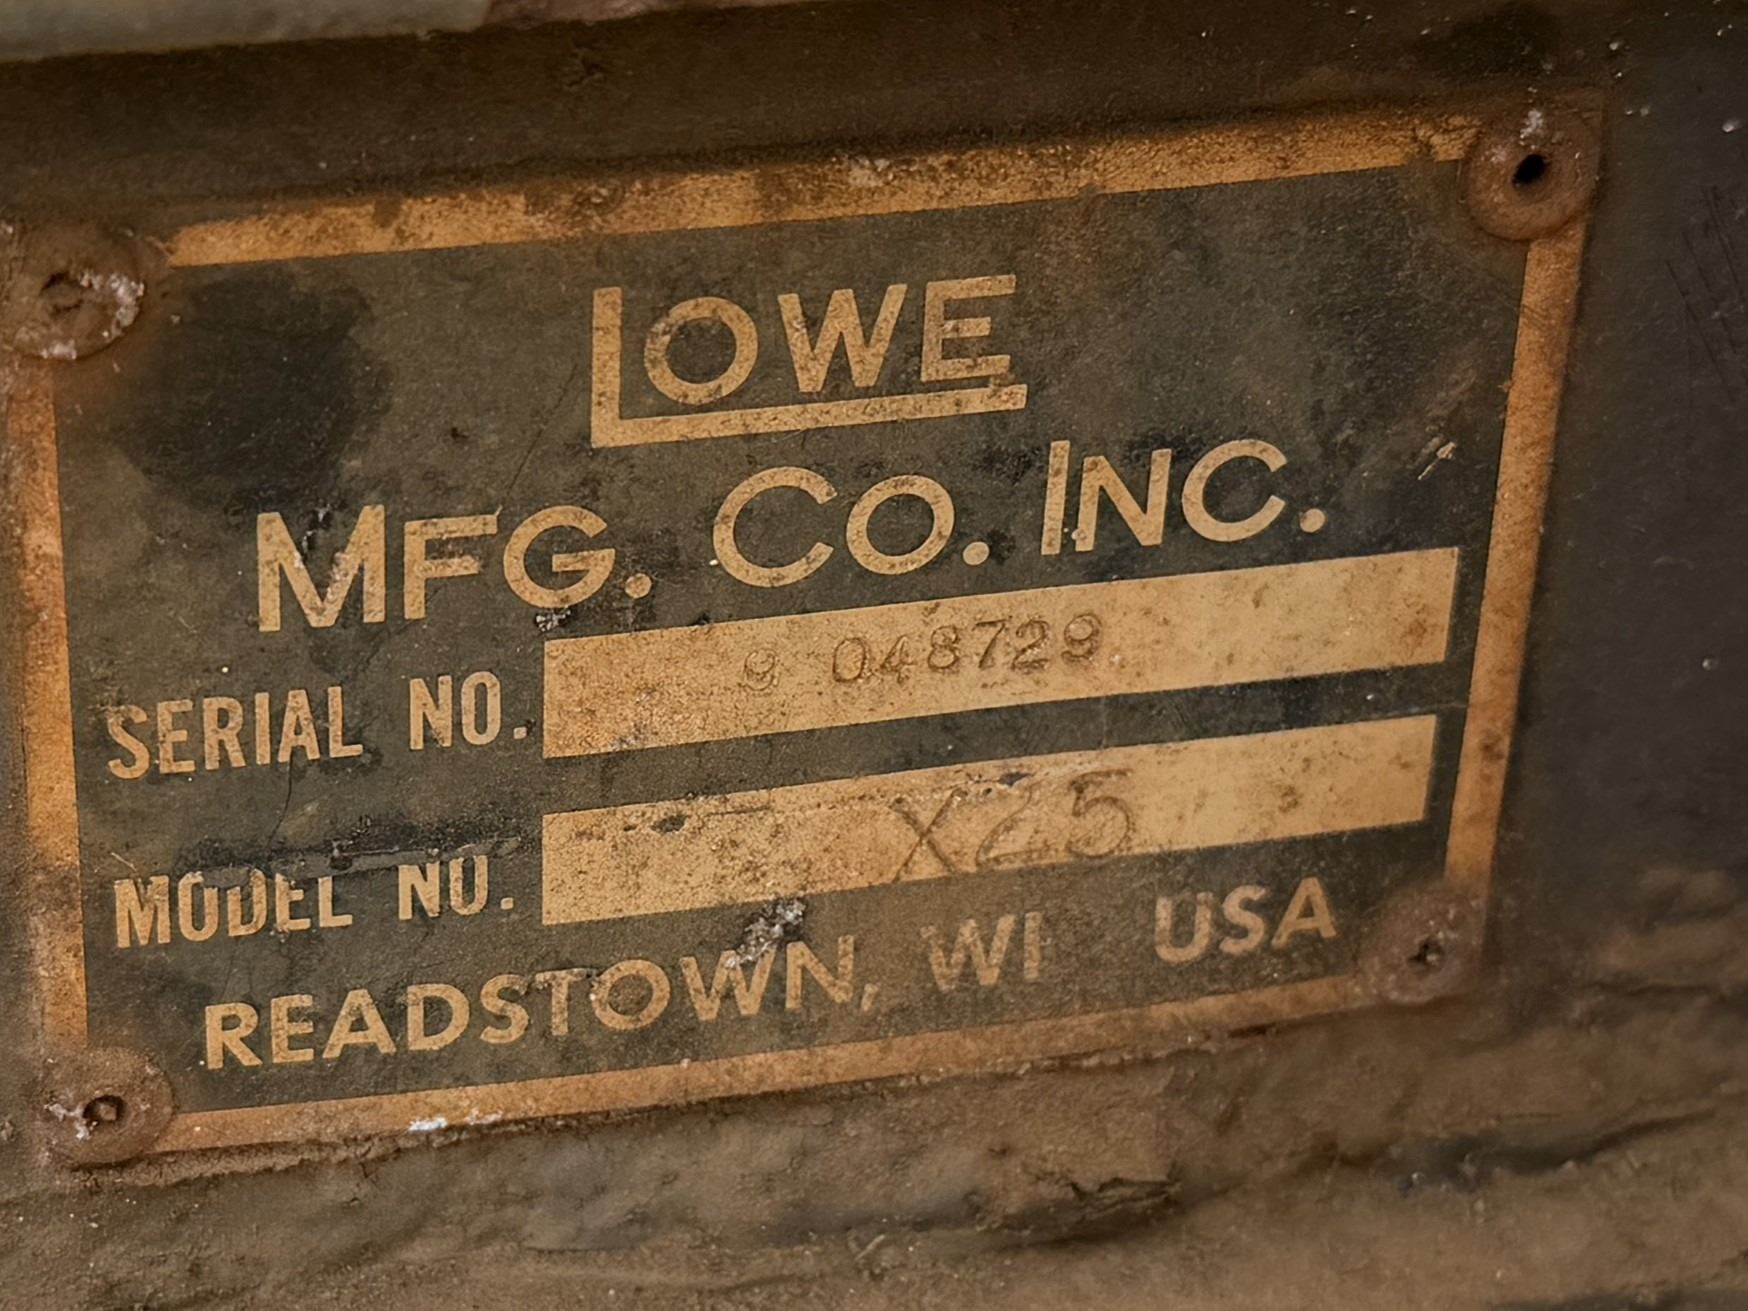 LOWE
MFG. CO. INC.
SERIAL NO. 9 048729
MODEL NO. X25
READSTOWN, WI USA